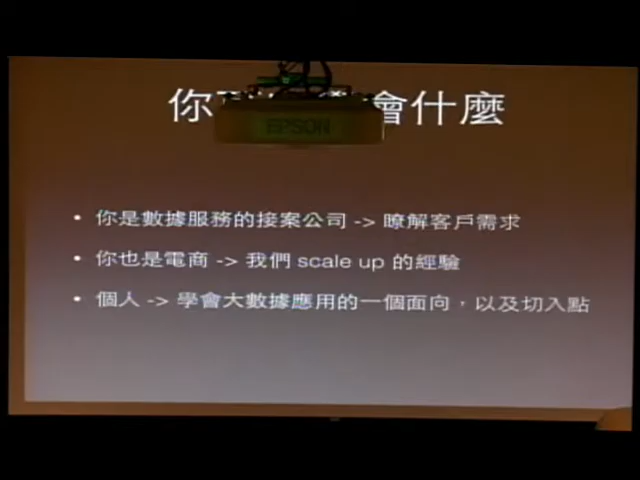 你 會什麼
EPSON
• 你是數據服務的接案公司 -> 瞭解客戶需求
• 你也是電商 -> 我們 scale up 的經驗
• 個人 -> 學會大數據應用的一個面向，以及切入點